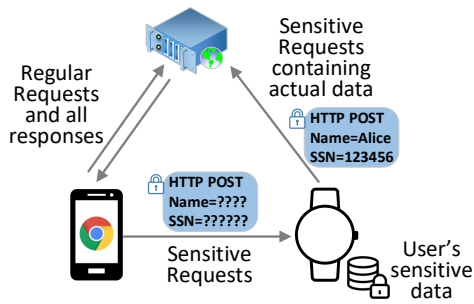 Sensitive
Requests
containing
actual data
Regular
Requests
and all
responses
HTTP POST
Name=Alice
SSN=123456
HTTP POST
Name=????
SSN=??????
Sensitive
Requests
User's
sensitive
data